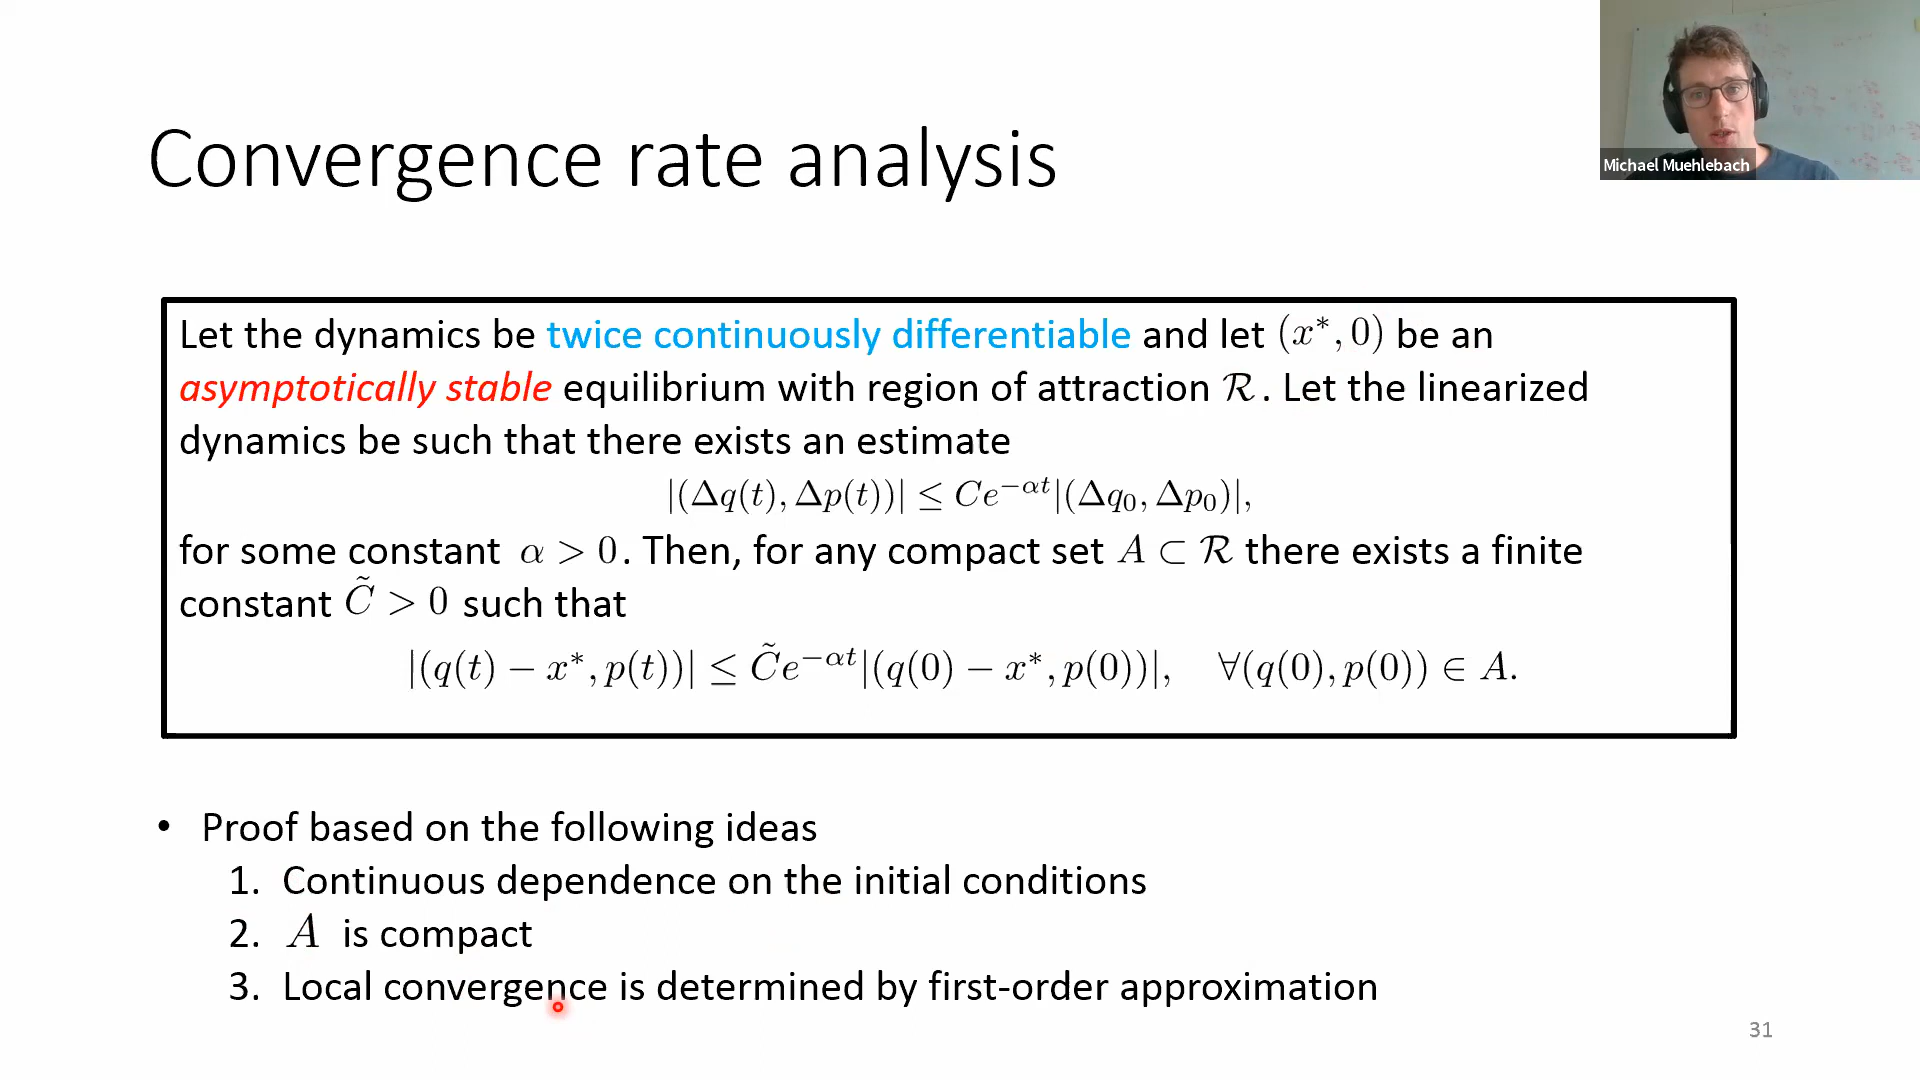 Convergence rate analysis
Michael Muehlebach
Let the dynamics be twice continuously differentiable and let (x*, 0) be an
asymptotically stable equilibrium with region of attraction ℛ. Let the linearized
dynamics be such that there exists an estimate
|(Δq(t), Δp(t))| ≤ Ce^{−αt}|(Δq₀, Δp₀)|,
for some constant α > 0. Then, for any compact set A ⊂ ℛ there exists a finite
constant C̃ > 0 such that
|(q(t) − x*, p(t))| ≤ C̃e^{−αt}|(q(0) − x*, p(0))|, ∀(q(0), p(0)) ∈ A.
• Proof based on the following ideas
1. Continuous dependence on the initial conditions
2. A is compact
3. Local convergence is determined by first-order approximation
31